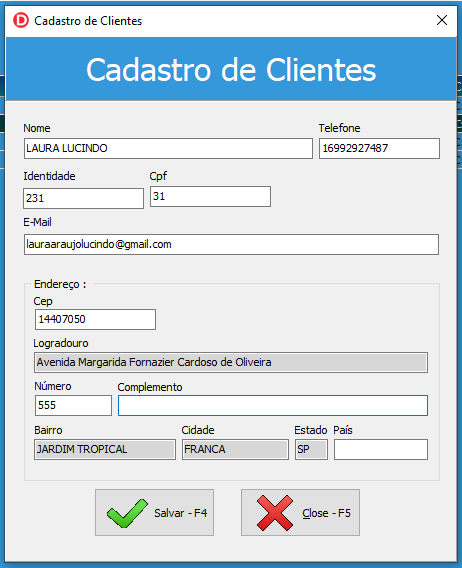 D Cadastro de Clientes
Cadastro de Clientes
Nome Telefone
LAURA LUCINDO 16992927487
Identidade Cpf
231 31
E-Mail
lauraaraujolucindo@gmail.com
Endereço :
Cep
14407050
Logradouro
Avenida Margarida Fornazier Cardoso de Oliveira
Número Complemento
555
Bairro Cidade Estado País
JARDIM TROPICAL FRANCA SP
Salvar - F4 Close - F5